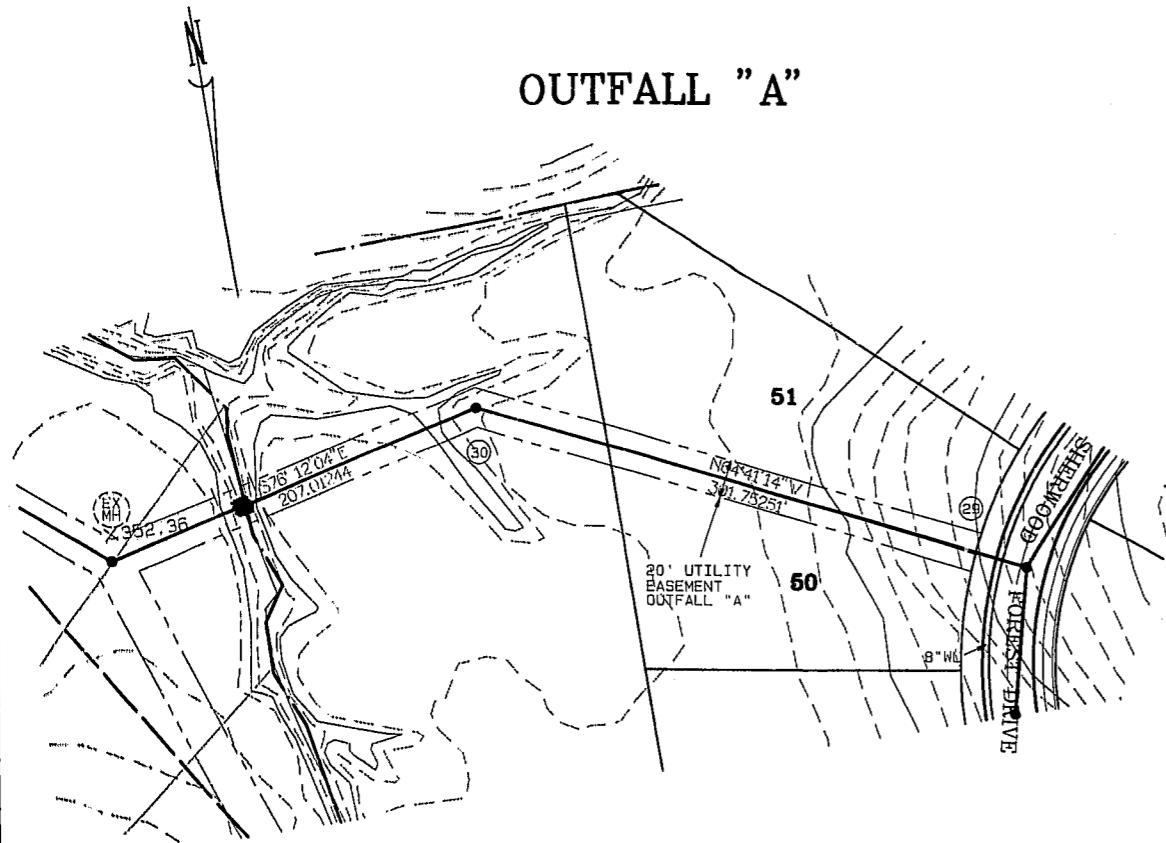 N
OUTFALL "A"
51
SHERWOOD
30
S76°12'04"E
207.01244
N64°41'14" W
301.75251'
29
EX
MH
352.36
20' UTILITY
EASEMENT
OUTFALL "A"
50
FOREST DRIVE
8"WL